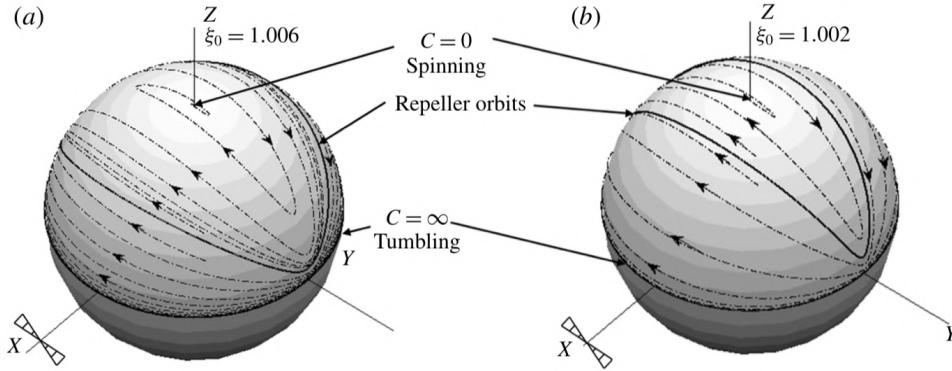 (a)
Z
ξ₀ = 1.006
C = 0
Spinning
Repeller orbits
C = ∞
Tumbling
Y
X
(b)
Z
ξ₀ = 1.002
X
Y